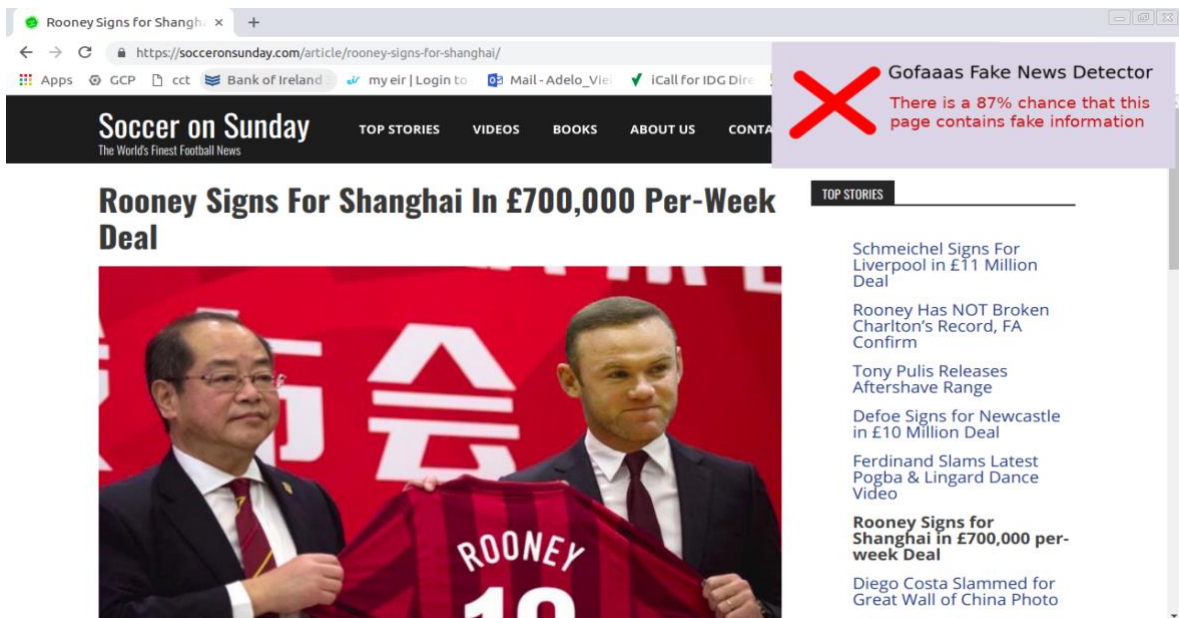 Rooney Signs for Shangh
https://socceronsunday.com/article/rooney-signs-for-shanghai/
Apps GCP cct Bank of Ireland my eir | Login to Mail - Adelo_Viei iCall for IDG Dire
Gofaaas Fake News Detector
There is a 87% chance that this
page contains fake information
Soccer on Sunday
The World's Finest Football News
TOP STORIES VIDEOS BOOKS ABOUT US CONTA
Rooney Signs For Shanghai In £700,000 Per-Week
Deal
会
ROONEY
10
TOP STORIES
Schmeichel Signs For
Liverpool in £11 Million
Deal
Rooney Has NOT Broken
Charlton's Record, FA
Confirm
Tony Pulis Releases
Aftershave Range
Defoe Signs for Newcastle
in £10 Million Deal
Ferdinand Slams Latest
Pogba & Lingard Dance
Video
Rooney Signs for
Shanghai in £700,000 per-
week Deal
Diego Costa Slammed for
Great Wall of China Photo